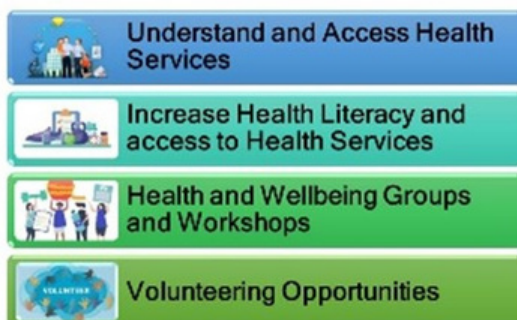 Understand and Access Health
Services
Increase Health Literacy and
access to Health Services
Health and Wellbeing Groups
and Workshops
VOLUNTEER
Volunteering Opportunities